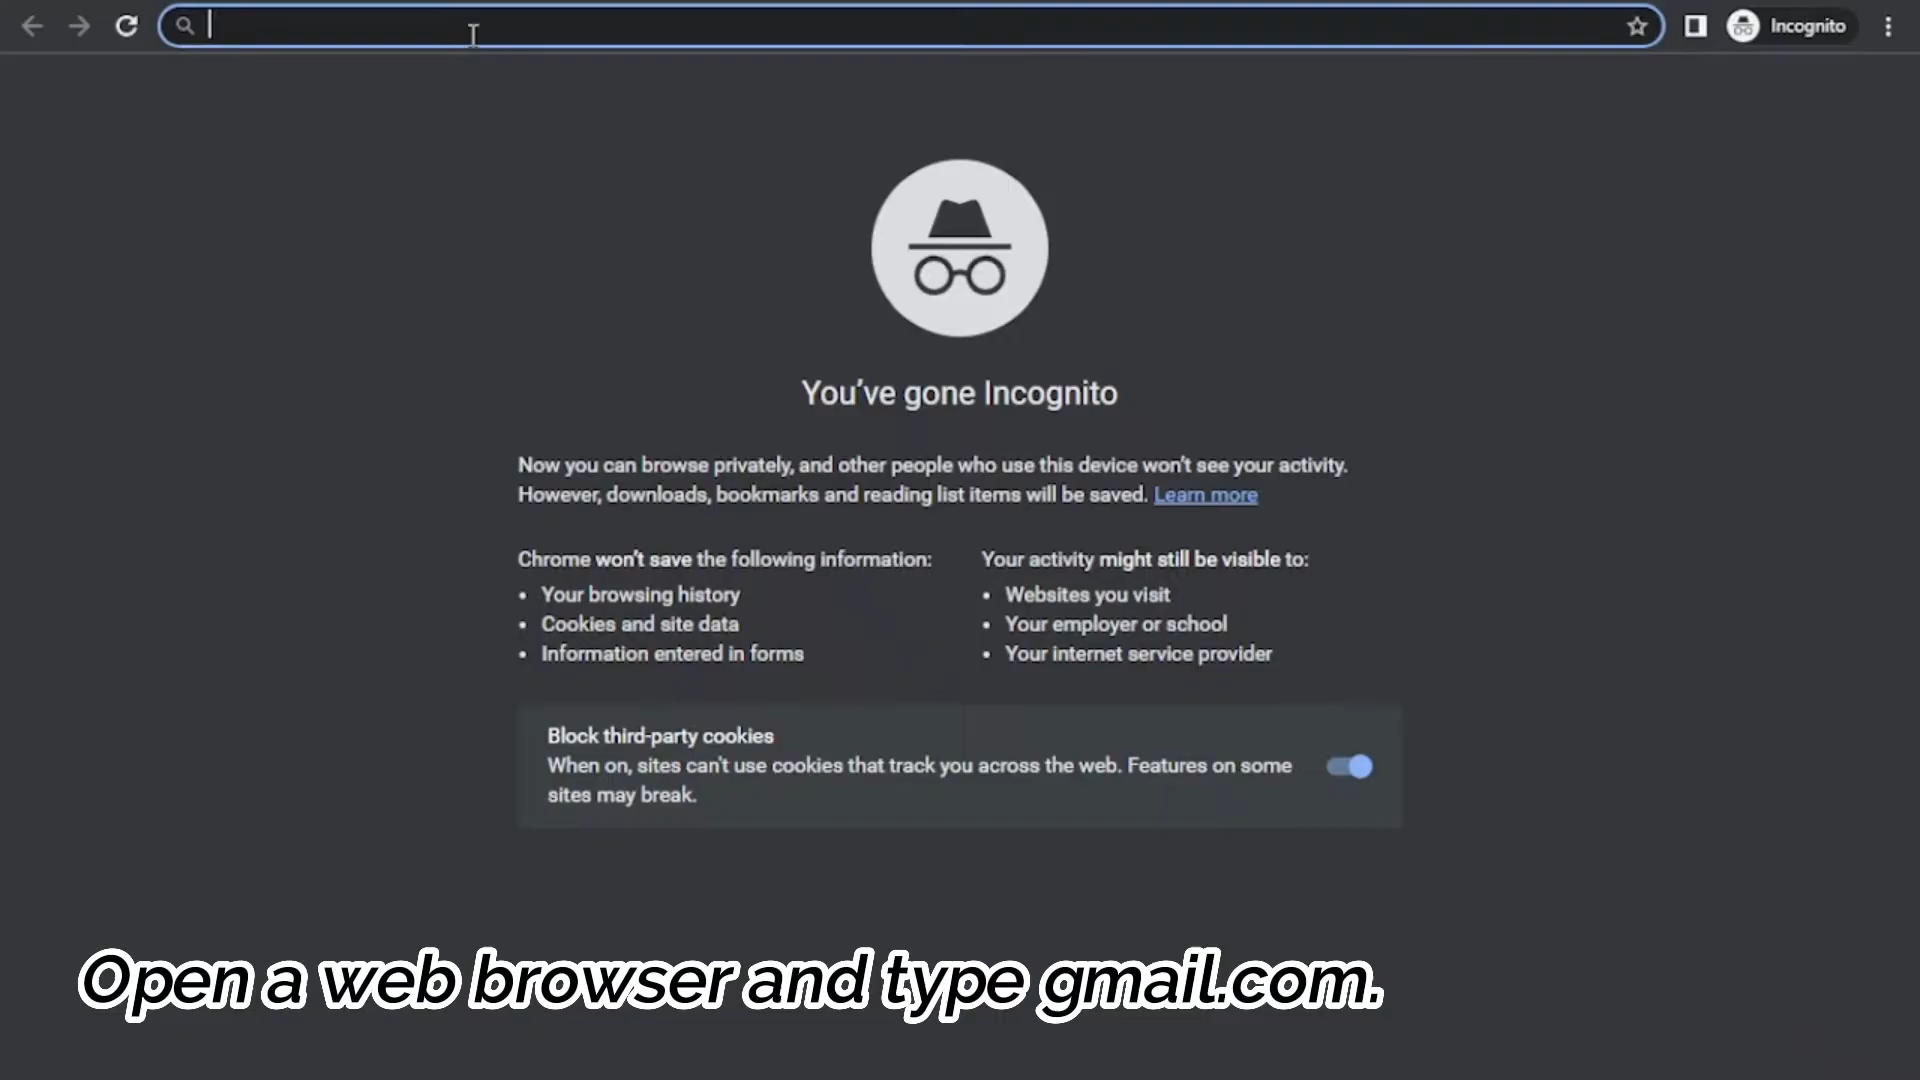 Incognito
You've gone Incognito
Now you can browse privately, and other people who use this device won't see your activity.
However, downloads, bookmarks and reading list items will be saved. Learn more
Chrome won't save the following information:
• Your browsing history
• Cookies and site data
• Information entered in forms
Your activity might still be visible to:
• Websites you visit
• Your employer or school
• Your internet service provider
Block third-party cookies
When on, sites can't use cookies that track you across the web. Features on some
sites may break.
Open a web browser and type gmail.com.